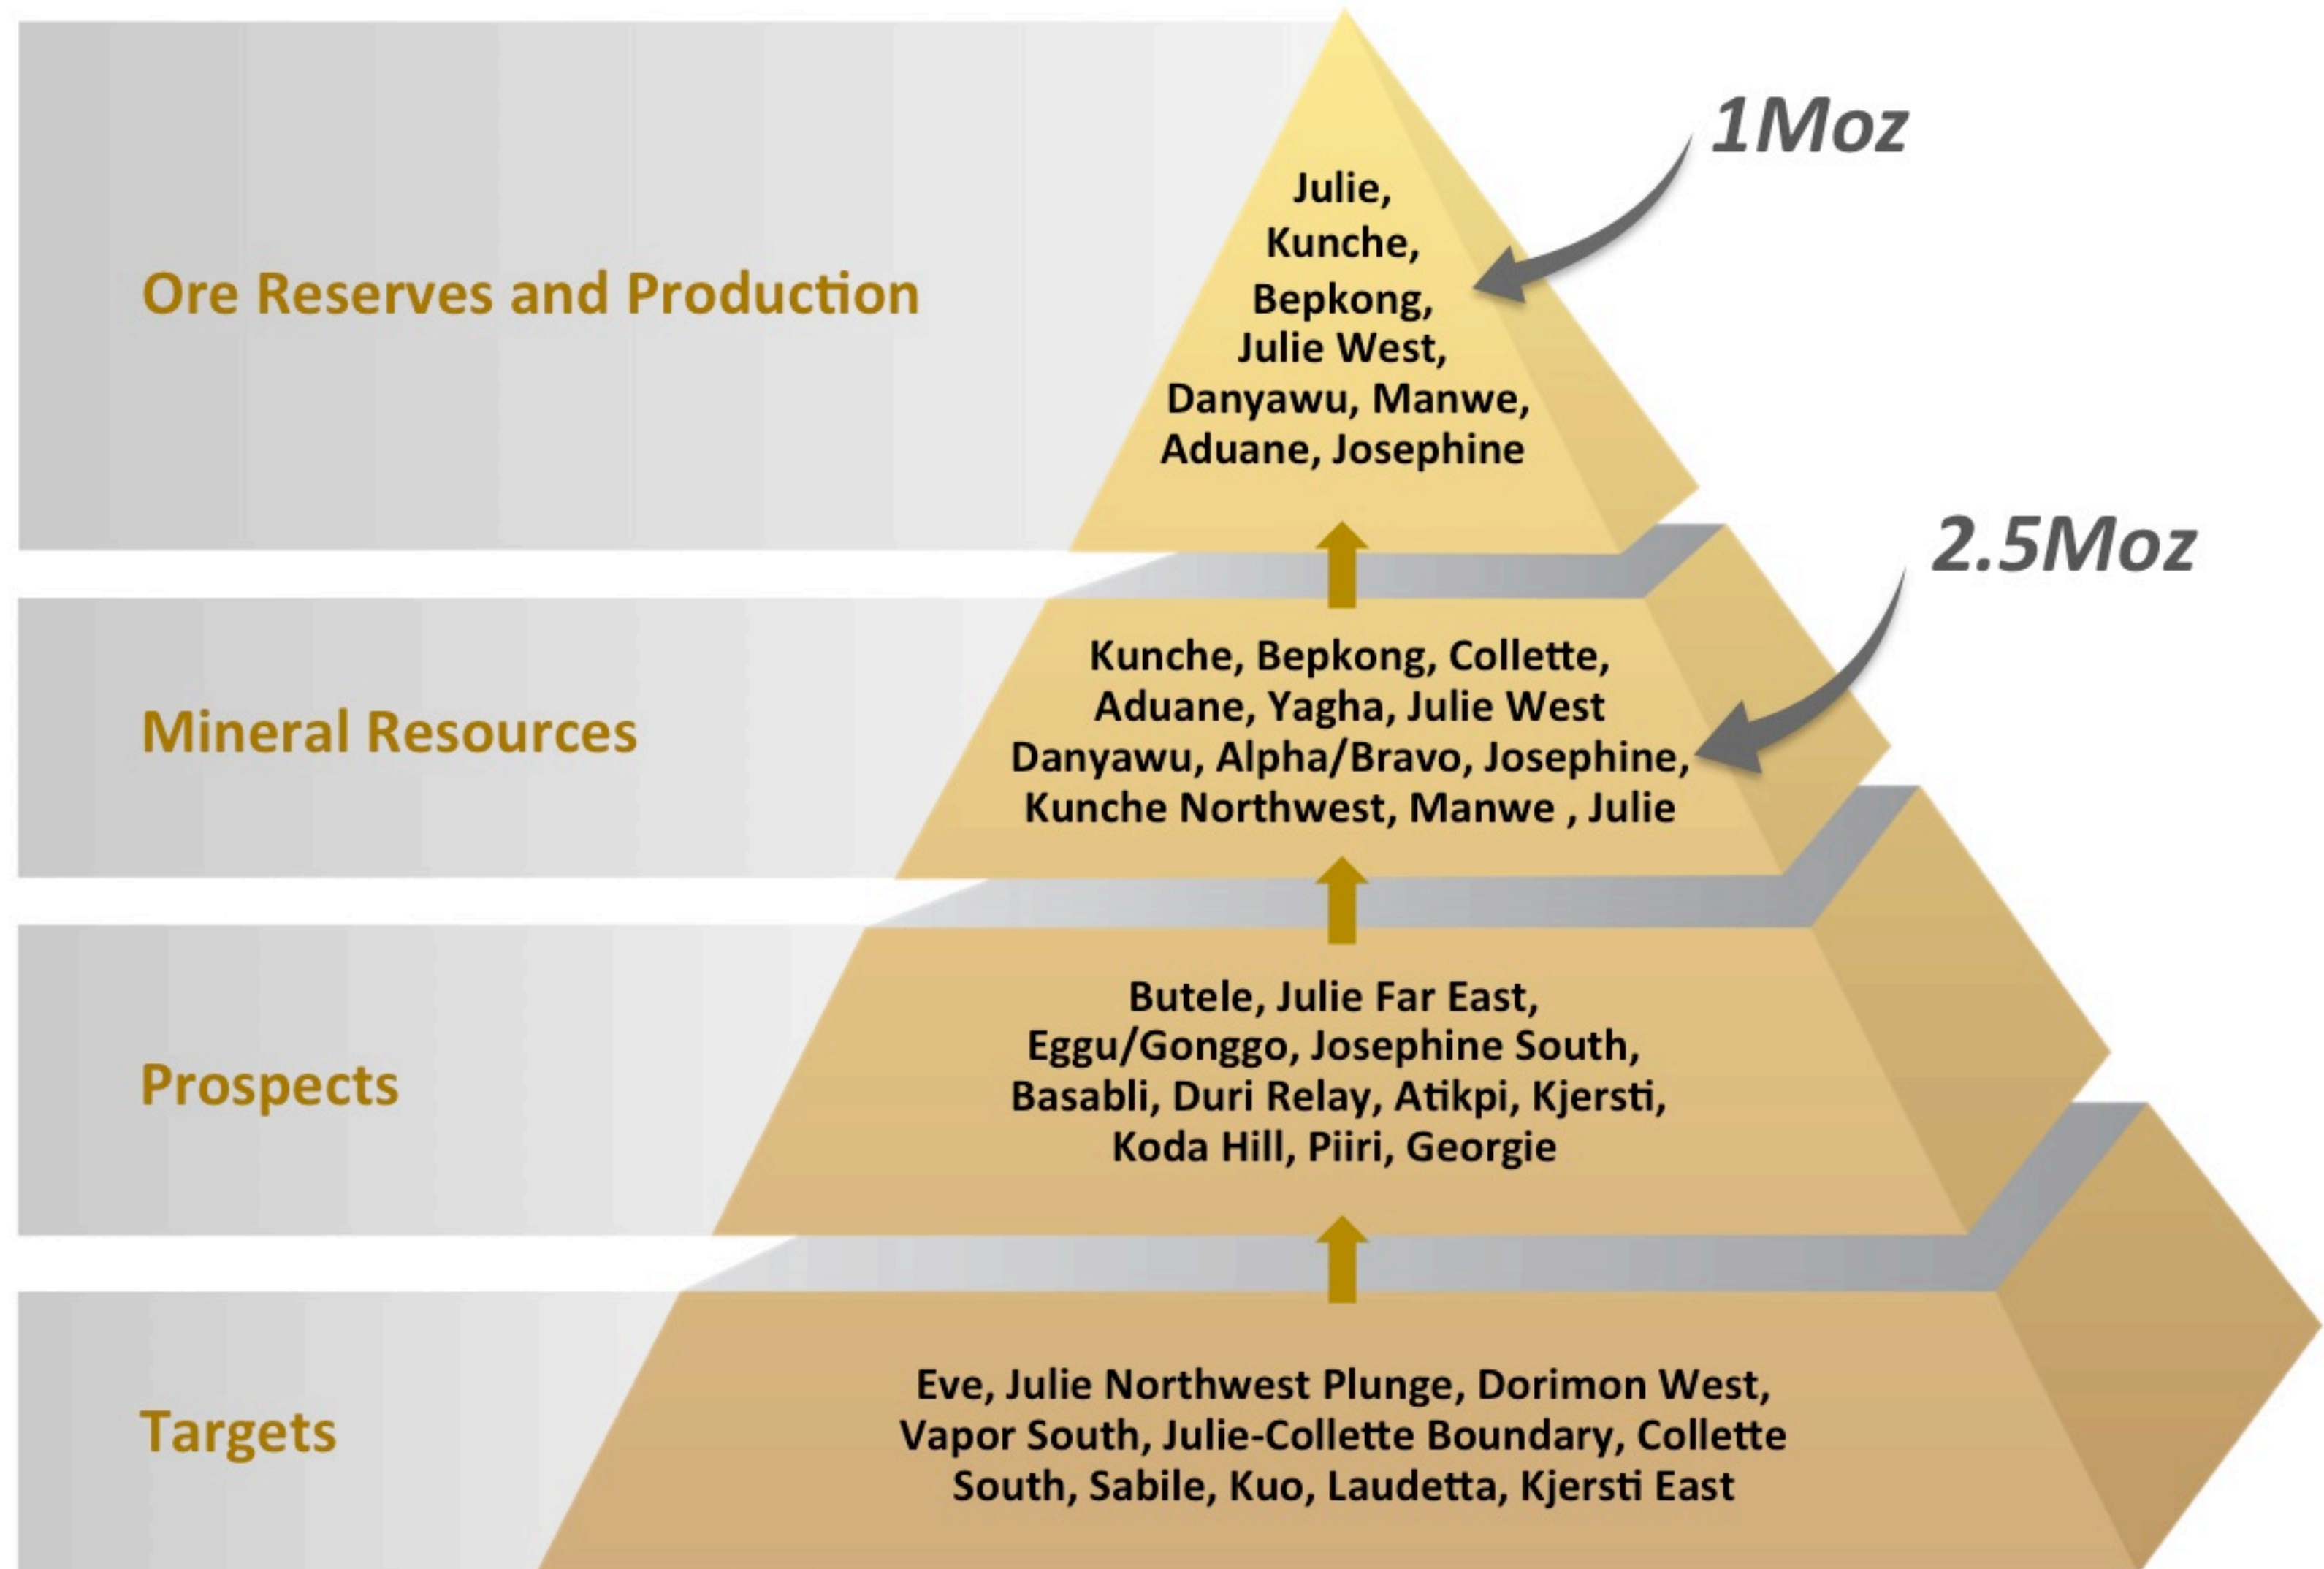 1Moz
Julie,
Kunche,
Bepkong,
Julie West,
Danyawu, Manwe,
Aduane, Josephine
Ore Reserves and Production
2.5Moz
Kunche, Bepkong, Collette,
Aduane, Yagha, Julie West
Danyawu, Alpha/Bravo, Josephine,
Kunche Northwest, Manwe , Julie
Mineral Resources
Butele, Julie Far East,
Eggu/Gonggo, Josephine South,
Basabli, Duri Relay, Atikpi, Kjersti,
Koda Hill, Piiri, Georgie
Prospects
Eve, Julie Northwest Plunge, Dorimon West,
Vapor South, Julie-Collette Boundary, Collette
South, Sabile, Kuo, Laudetta, Kjersti East
Targets